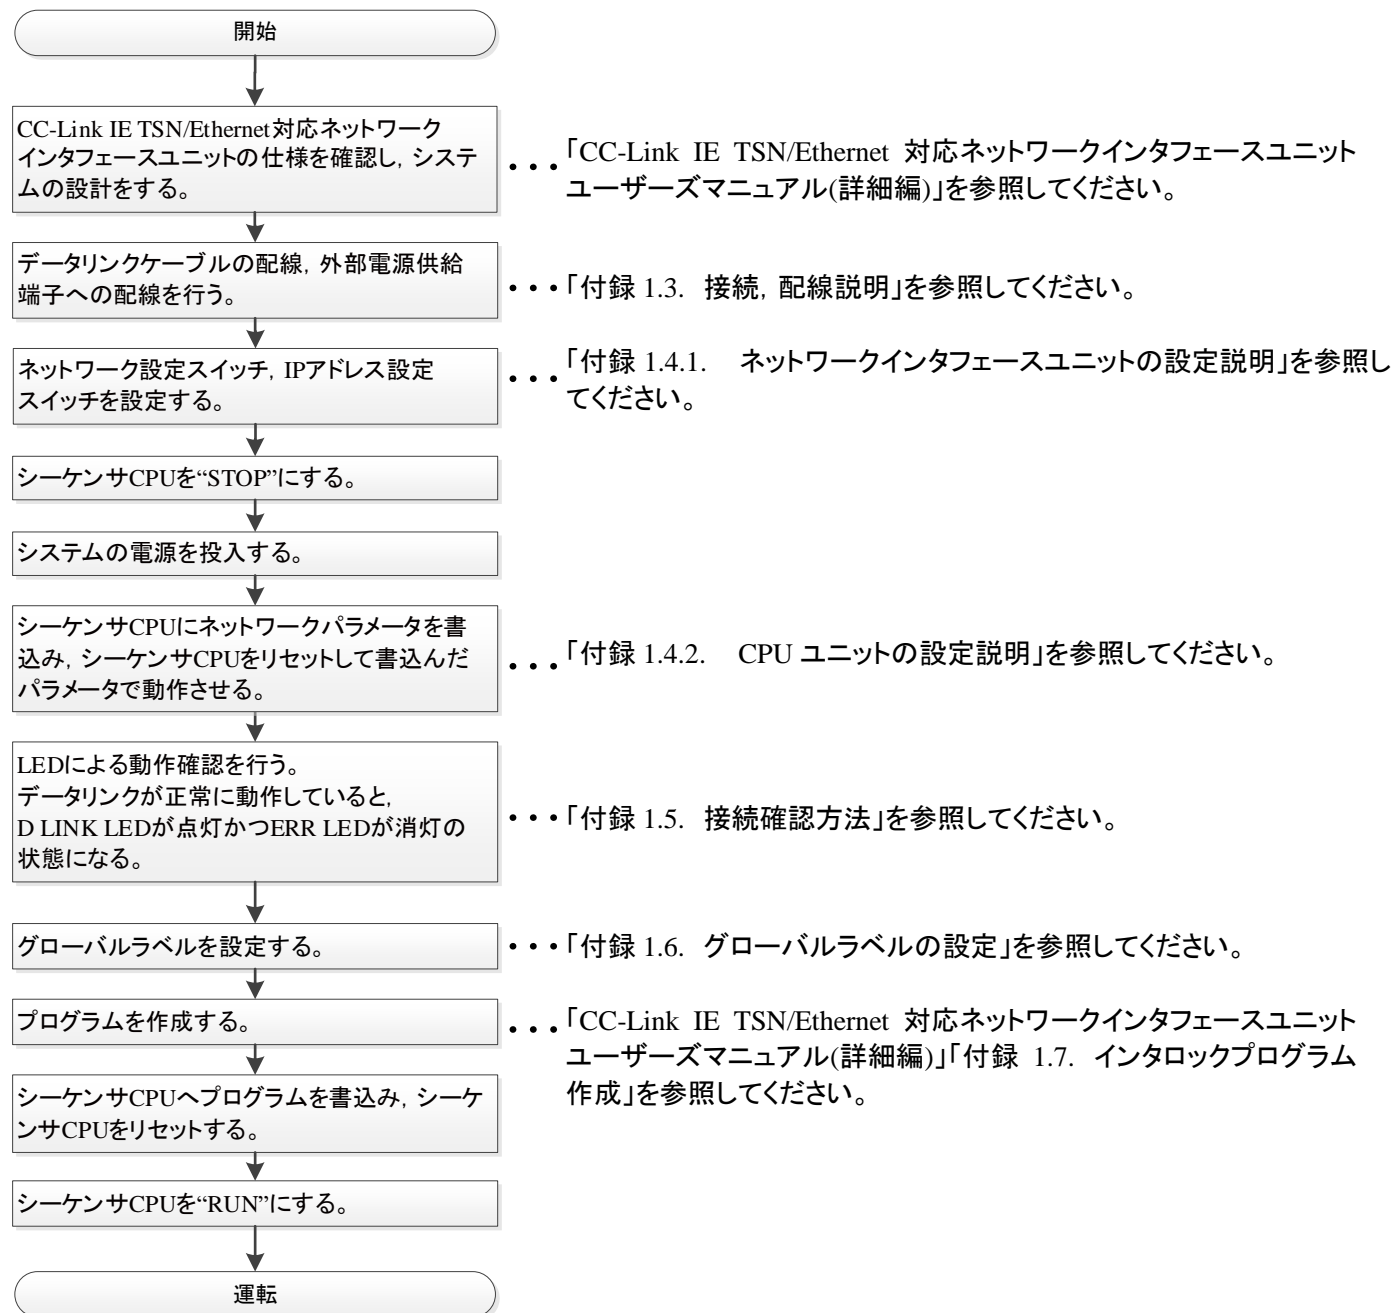 開始
CC-Link IE TSN/Ethernet対応ネットワーク
インタフェースユニットの仕様を確認し，システ
ムの設計をする。
・・・「CC-Link IE TSN/Ethernet 対応ネットワークインタフェースユニット
ユーザーズマニュアル(詳細編)」を参照してください。
データリンクケーブルの配線，外部電源供給
端子への配線を行う。
・・・「付録 1.3. 接続，配線説明」を参照してください。
ネットワーク設定スイッチ，IPアドレス設定
スイッチを設定する。
・・・「付録 1.4.1. ネットワークインタフェースユニットの設定説明」を参照し
てください。
シーケンサCPUを“STOP”にする。
システムの電源を投入する。
シーケンサCPUにネットワークパラメータを書
込み，シーケンサCPUをリセットして書込んだ
パラメータで動作させる。
・・・「付録 1.4.2. CPU ユニットの設定説明」を参照してください。
LEDによる動作確認を行う。
データリンクが正常に動作していると，
D LINK LEDが点灯かつERR LEDが消灯の
状態になる。
・・・「付録 1.5. 接続確認方法」を参照してください。
グローバルラベルを設定する。
・・・「付録 1.6. グローバルラベルの設定」を参照してください。
プログラムを作成する。
・・・「CC-Link IE TSN/Ethernet 対応ネットワークインタフェースユニット
ユーザーズマニュアル(詳細編)」「付録 1.7. インタロックプログラム
作成」を参照してください。
シーケンサCPUへプログラムを書込み，シーケ
ンサCPUをリセットする。
シーケンサCPUを“RUN”にする。
運転